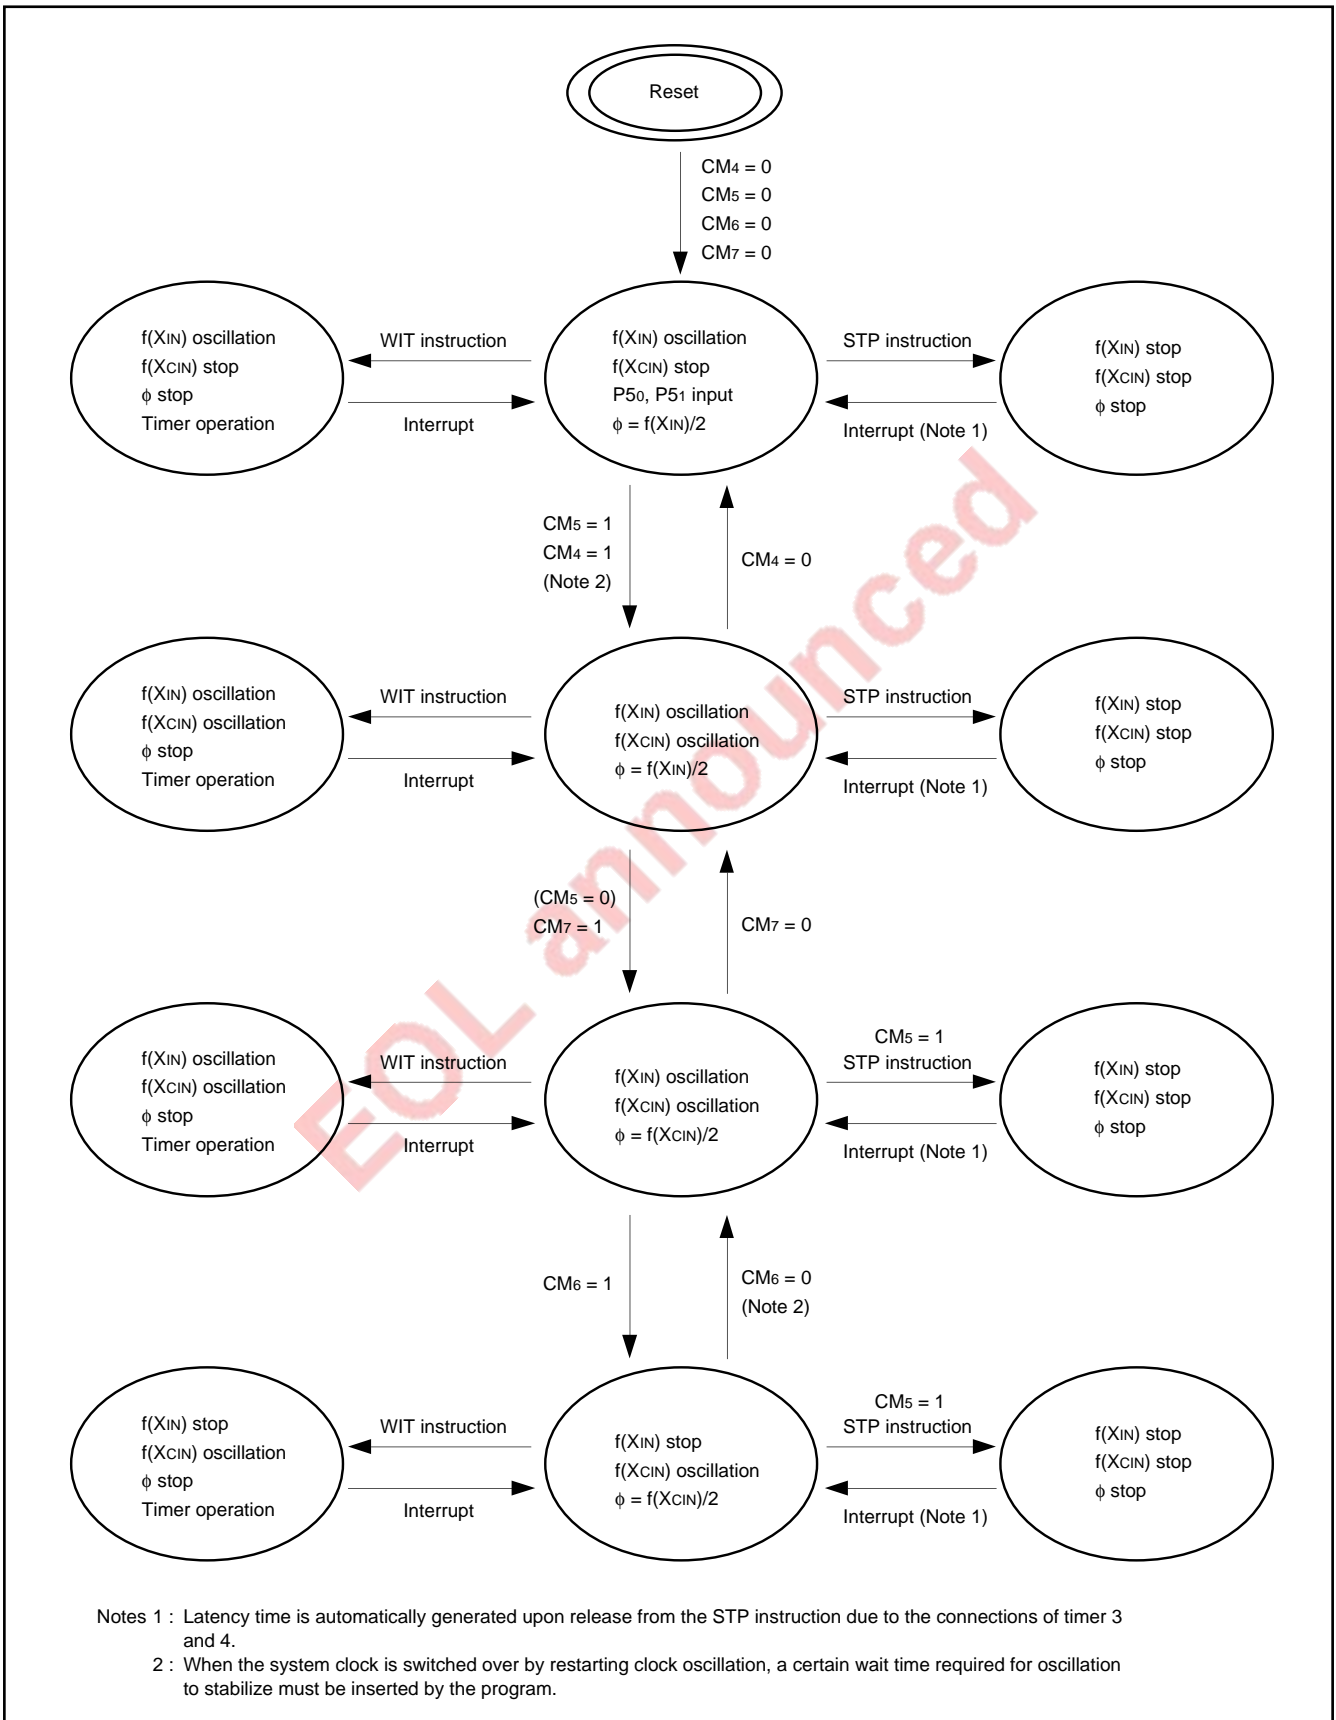 Reset
CM4 = 0
CM5 = 0
CM6 = 0
CM7 = 0
f(XIN) oscillation
f(XCIN) stop
ϕ stop
Timer operation
WIT instruction
Interrupt
f(XIN) oscillation
f(XCIN) stop
P50, P51 input
ϕ = f(XIN)/2
STP instruction
Interrupt (Note 1)
f(XIN) stop
f(XCIN) stop
ϕ stop
CM5 = 1
CM4 = 1
(Note 2)
CM4 = 0
f(XIN) oscillation
f(XCIN) oscillation
ϕ stop
Timer operation
WIT instruction
Interrupt
f(XIN) oscillation
f(XCIN) oscillation
ϕ = f(XIN)/2
STP instruction
Interrupt (Note 1)
f(XIN) stop
f(XCIN) stop
ϕ stop
(CM5 = 0)
CM7 = 1
CM7 = 0
f(XIN) oscillation
f(XCIN) oscillation
ϕ stop
Timer operation
WIT instruction
Interrupt
f(XIN) oscillation
f(XCIN) oscillation
ϕ = f(XCIN)/2
CM5 = 1
STP instruction
Interrupt (Note 1)
f(XIN) stop
f(XCIN) stop
ϕ stop
CM6 = 1
CM6 = 0
(Note 2)
f(XIN) stop
f(XCIN) oscillation
ϕ stop
Timer operation
WIT instruction
Interrupt
f(XIN) stop
f(XCIN) oscillation
ϕ = f(XCIN)/2
CM5 = 1
STP instruction
Interrupt (Note 1)
f(XIN) stop
f(XCIN) stop
ϕ stop
Notes 1 : Latency time is automatically generated upon release from the STP instruction due to the connections of timer 3
and 4.
2 : When the system clock is switched over by restarting clock oscillation, a certain wait time required for oscillation
to stabilize must be inserted by the program.
EOL announced